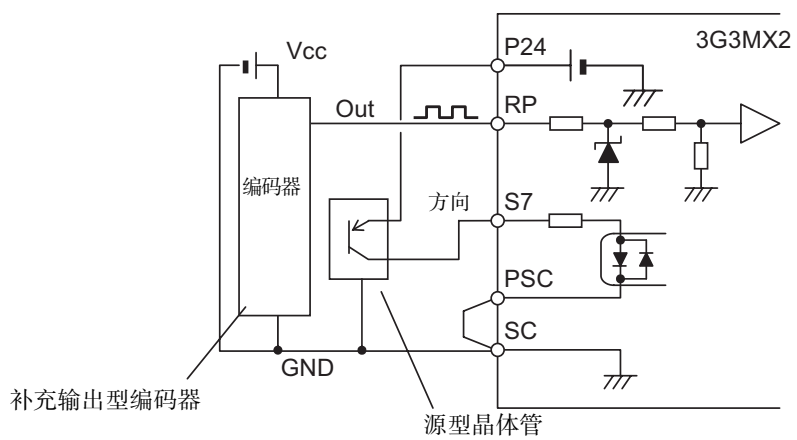 3G3MX2
P24
Vcc
RP
Out
编码器
方向
S7
PSC
SC
GND
补充输出型编码器
源型晶体管